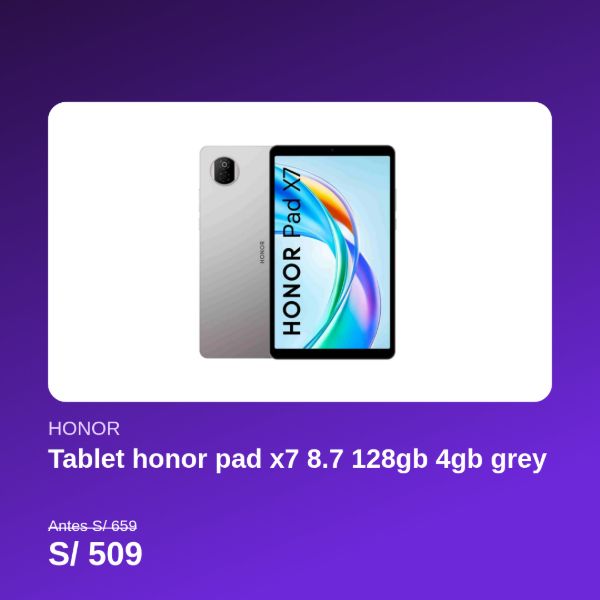 HONOR Pad X7
HONOR
HONOR
Tablet honor pad x7 8.7 128gb 4gb grey
Antes S/ 659
S/ 509